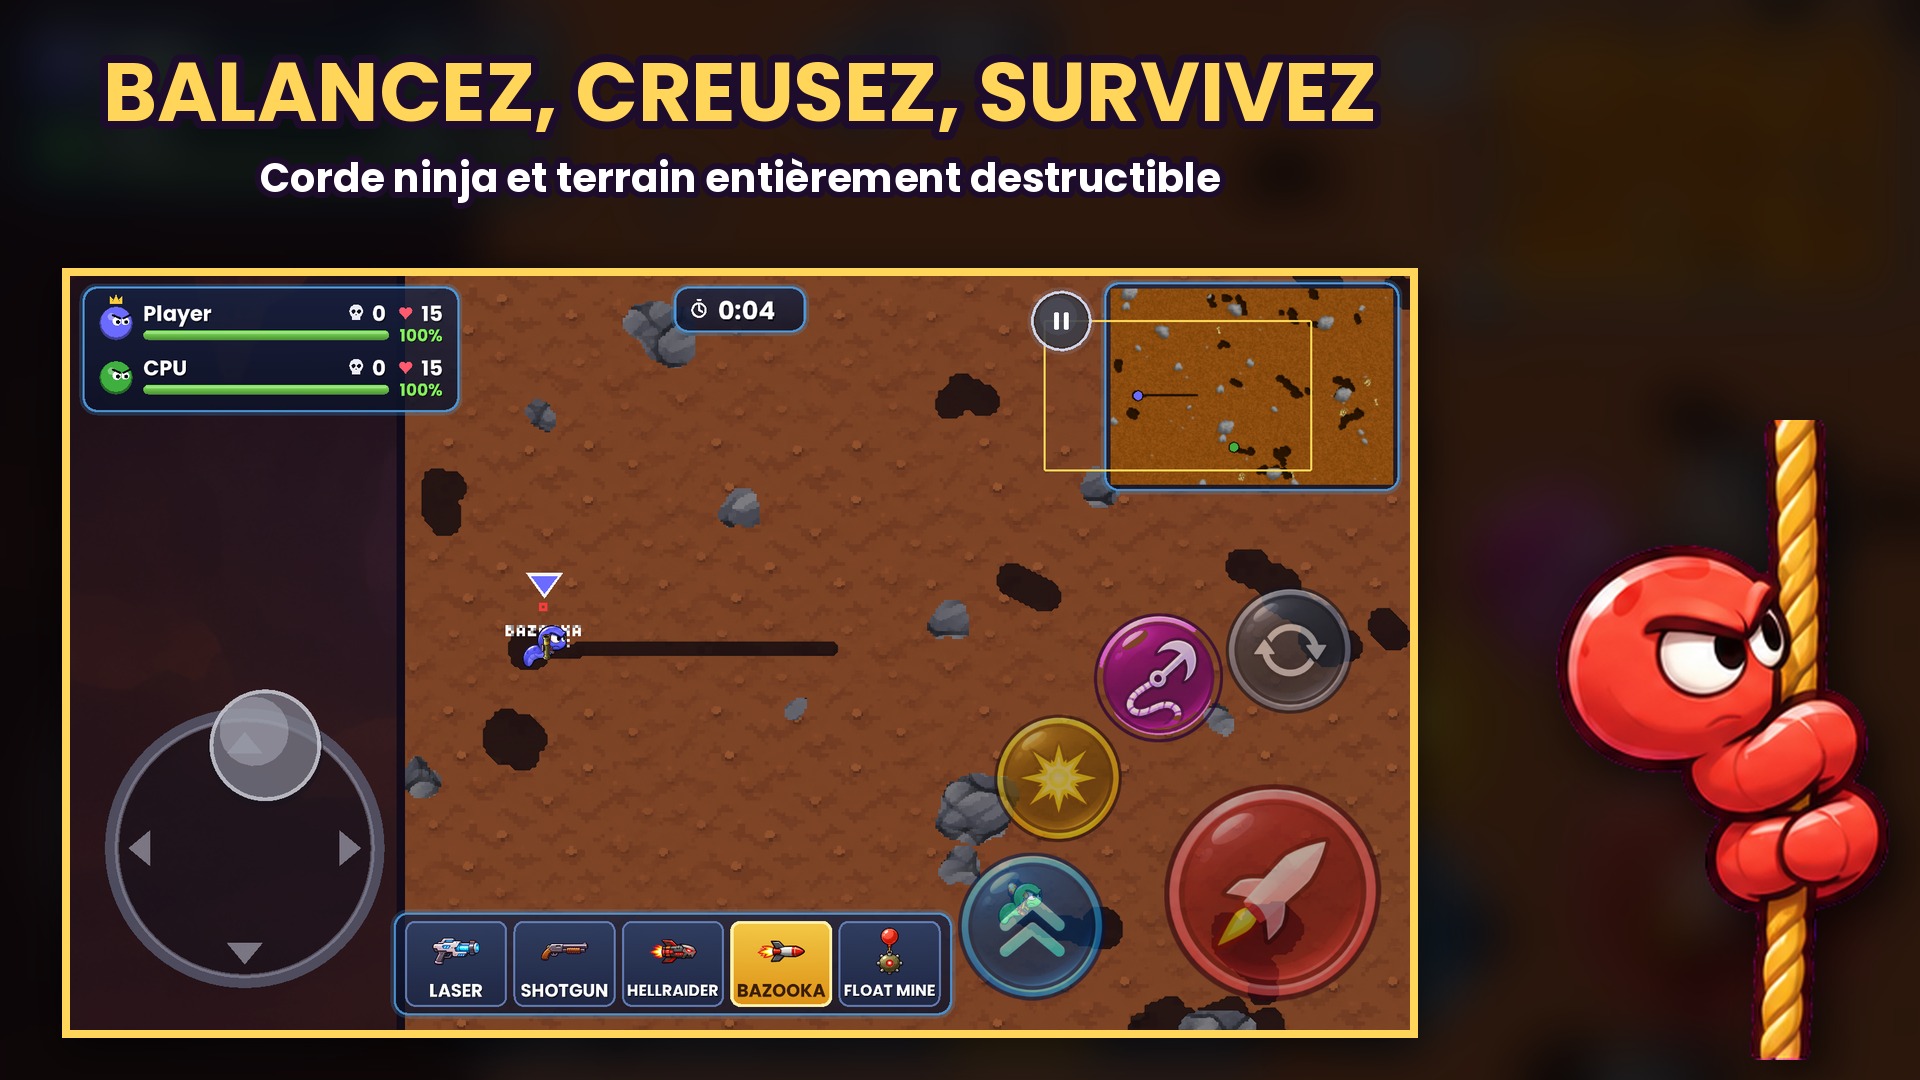 BALANCEZ, CREUSEZ, SURVIVEZ
Corde ninja et terrain entièrement destructible
Player 0 15
100%
CPU 0 15
100%
0:04
LASER
SHOTGUN
HELLRAIDER
BAZOOKA
FLOAT MINE